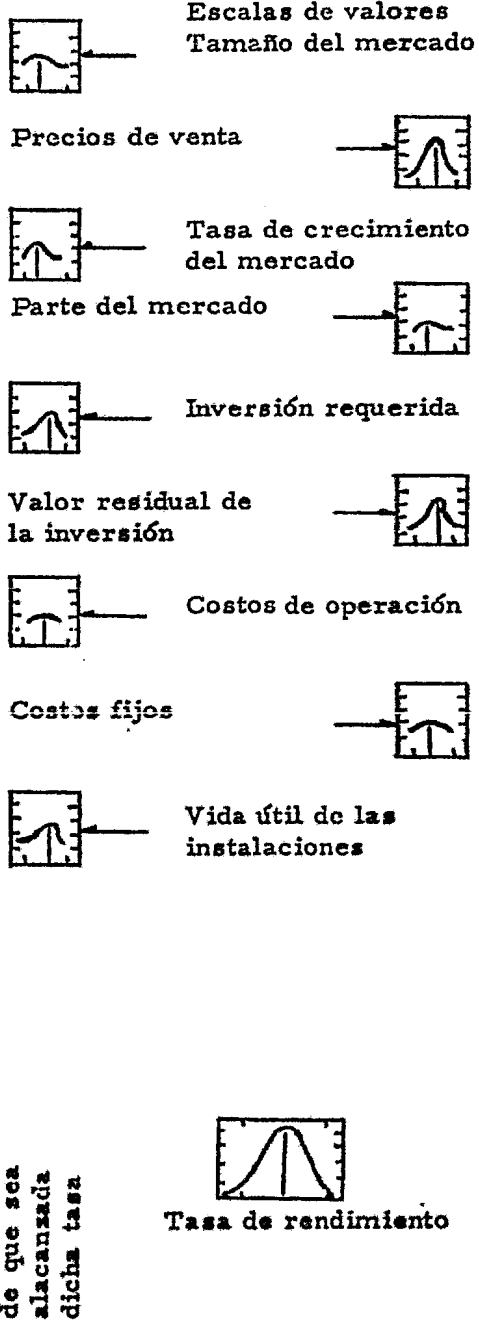 Escalas de valores
Tamaño del mercado
Precios de venta
Tasa de crecimiento
del mercado
Parte del mercado
Inversión requerida
Valor residual de
la inversión
Costos de operación
Costos fijos
Vida útil de las
instalaciones
de que sea
alacanzada
dicha tasa
Tasa de rendimiento